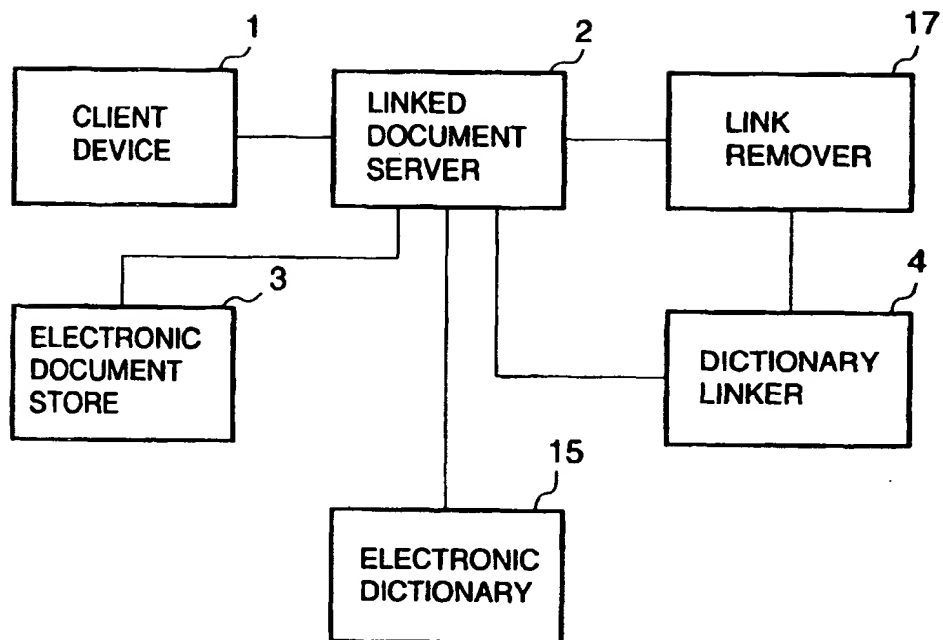 1
2
17
CLIENT
DEVICE
LINKED
DOCUMENT
SERVER
LINK
REMOVER
3
4
ELECTRONIC
DOCUMENT
STORE
DICTIONARY
LINKER
15
ELECTRONIC
DICTIONARY